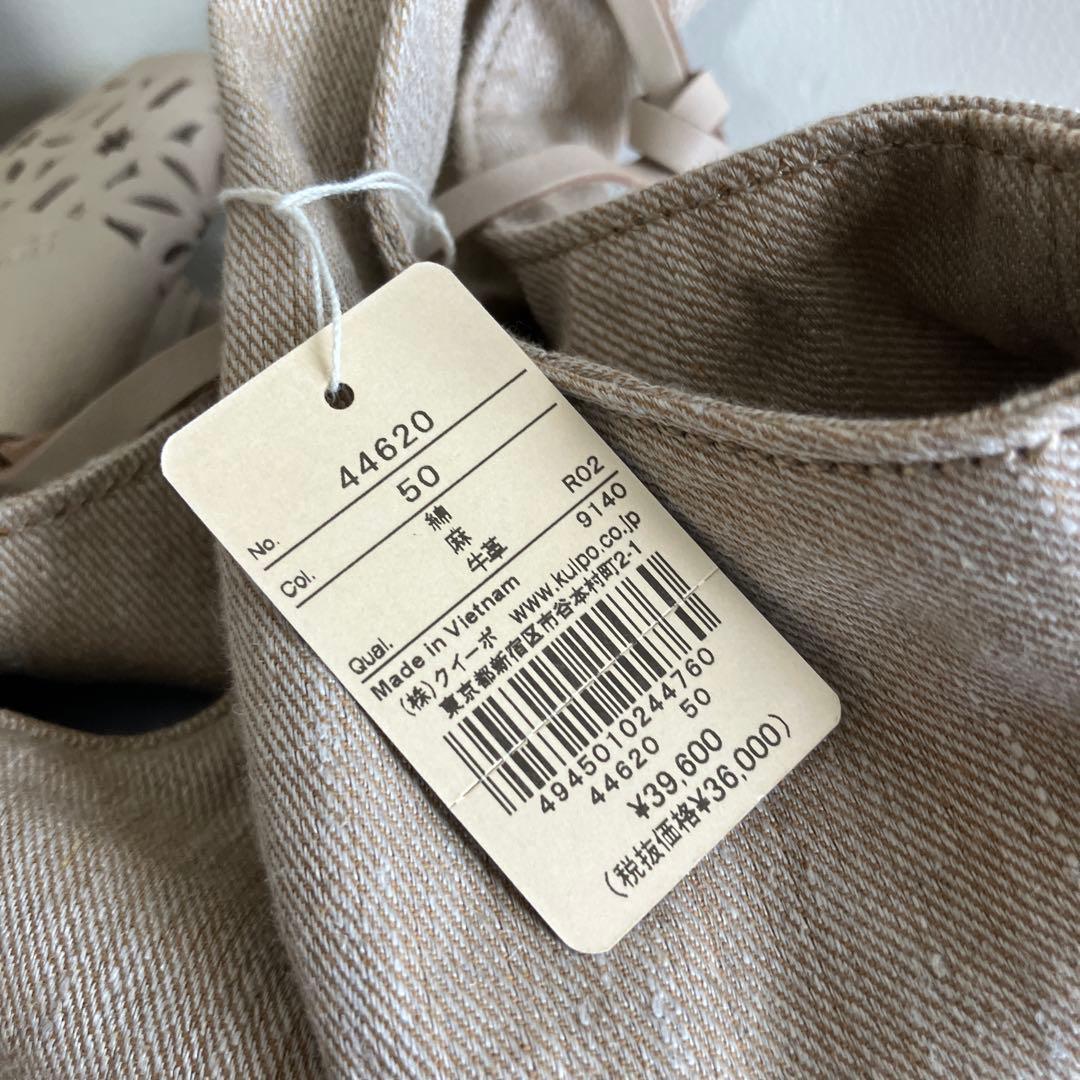 No. 44620
Col. 50
綿
麻
Qual. 牛革 R02
Made in Vietnam 9140
(株)クイーポ www.kuipo.co.jp
東京都新宿区市谷本村町2-1
4945010244760
44620 50
¥39,600
(税抜価格¥36,000)